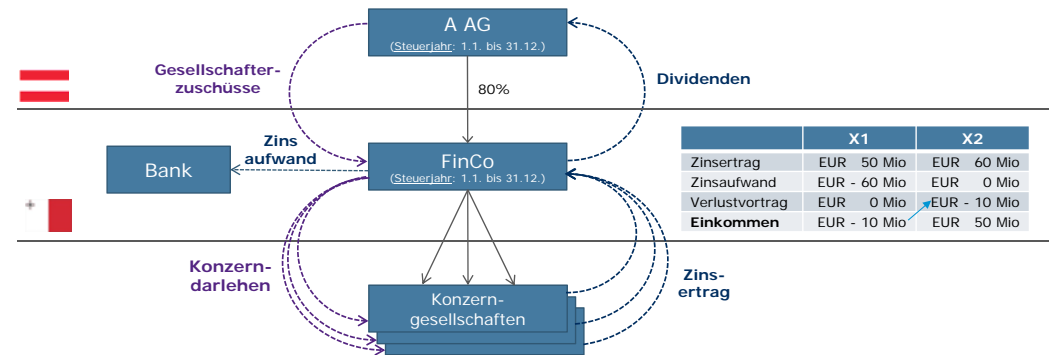 A AG
(Steuerjahr: 1.1. bis 31.12.)
Gesellschafter-
zuschüsse
80%
Dividenden
Zins
aufwand
Bank
FinCo
(Steuerjahr: 1.1. bis 31.12.)
X1 X2
Zinsertrag EUR 50 Mio EUR 60 Mio
Zinsaufwand EUR - 60 Mio EUR 0 Mio
Verlustvortrag EUR 0 Mio EUR - 10 Mio
Einkommen EUR - 10 Mio EUR 50 Mio
Konzern-
darlehen
Zins-
ertrag
Konzern-
gesellschaften